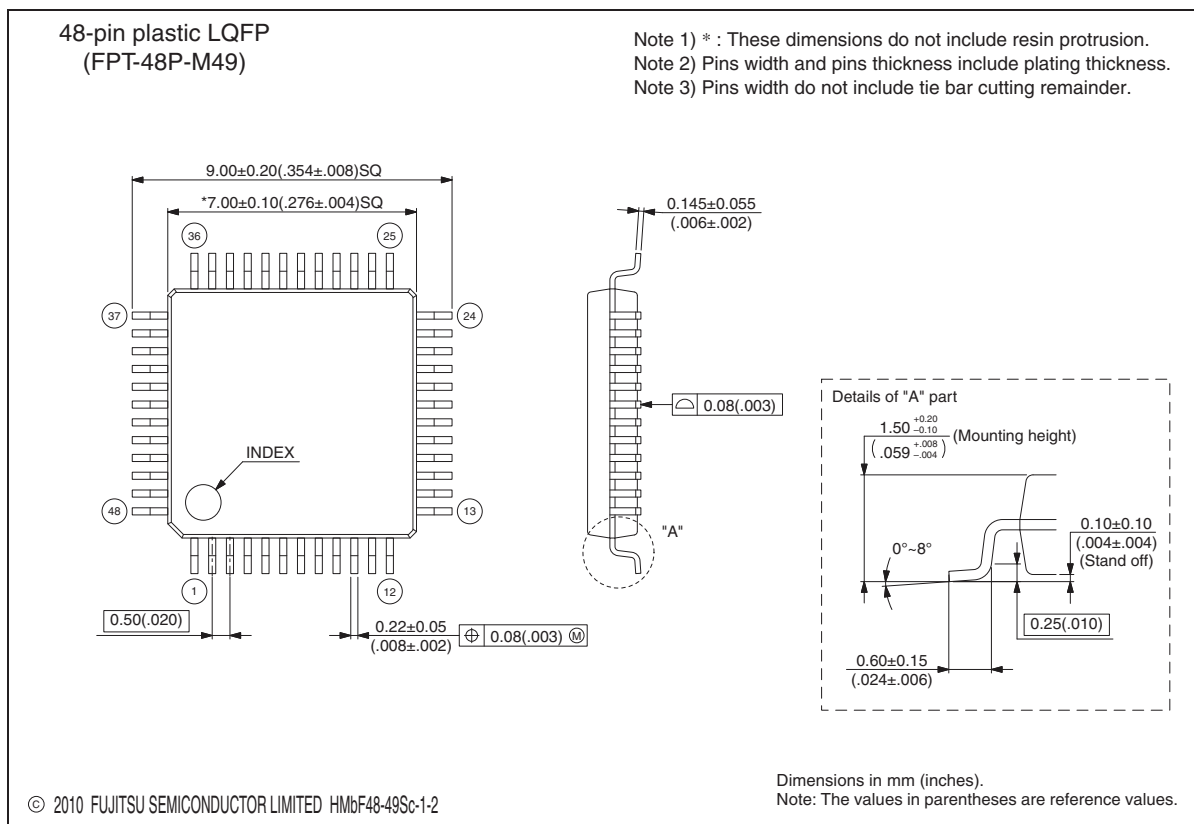 48-pin plastic LQFP
(FPT-48P-M49)
Note 1) * : These dimensions do not include resin protrusion.
Note 2) Pins width and pins thickness include plating thickness.
Note 3) Pins width do not include tie bar cutting remainder.
9.00±0.20(.354±.008)SQ
*7.00±0.10(.276±.004)SQ
0.145±0.055
(.006±.002)
36
25
37
24
0.08(.003)
INDEX
48
13
"A"
1
12
0.50(.020)
0.22±0.05
(.008±.002)
⌖ 0.08(.003) Ⓜ
Details of "A" part
1.50 +0.20 −0.10 (Mounting height)
(.059 +.008 −.004)
0.10±0.10
(.004±.004)
(Stand off)
0°~8°
0.25(.010)
0.60±0.15
(.024±.006)
© 2010 FUJITSU SEMICONDUCTOR LIMITED HMbF48-49Sc-1-2
Dimensions in mm (inches).
Note: The values in parentheses are reference values.